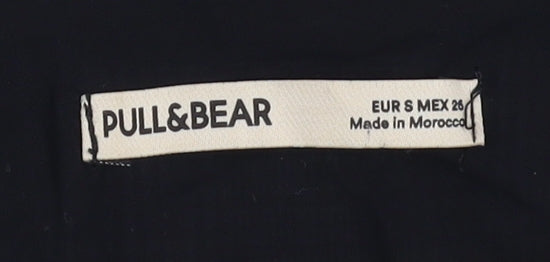 PULL&BEAR
EUR S MEX 26
Made in Morocco